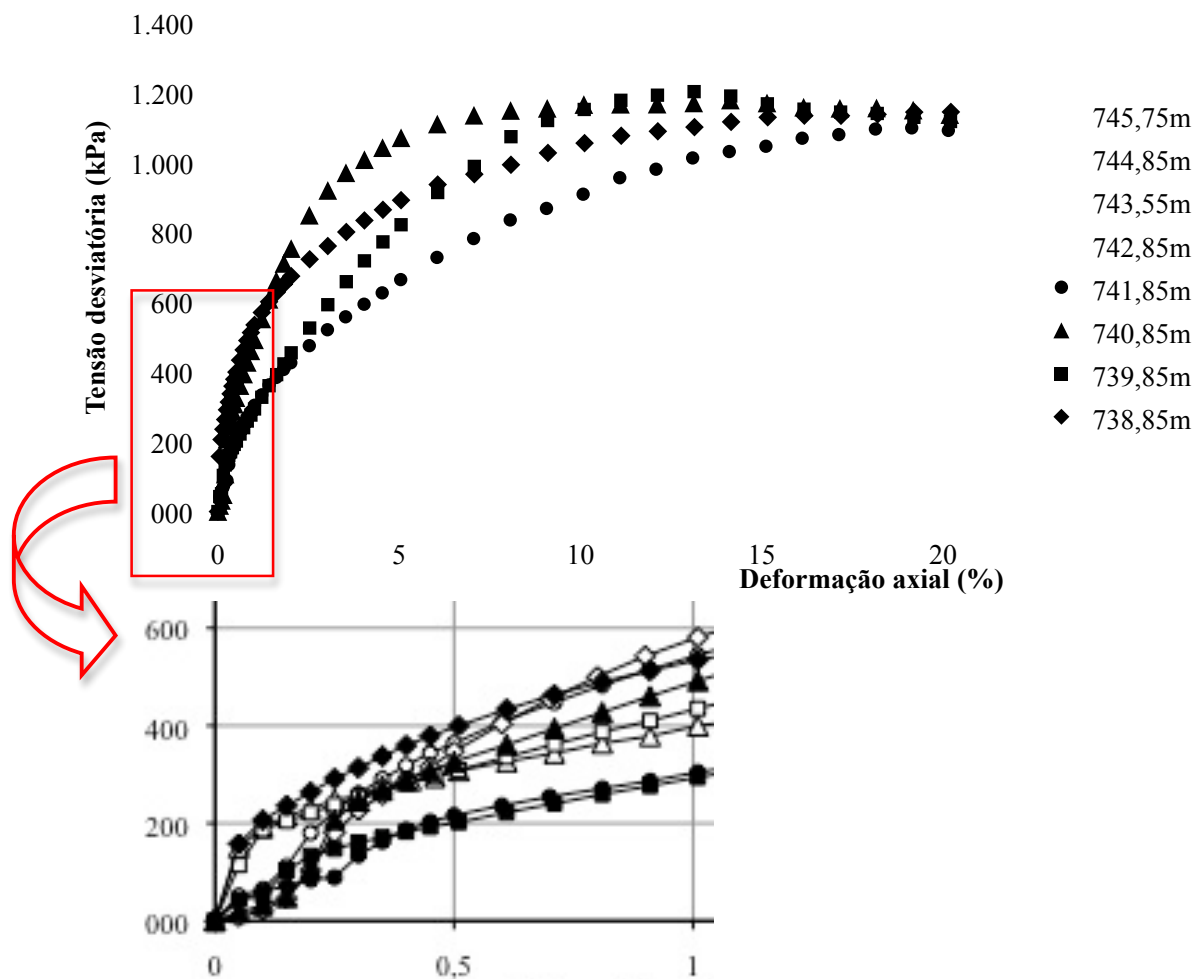 1.400
1.200
1.000
800
600
400
200
000
Tensão desviatória (kPa)
0 5 10 15 20
Deformação axial (%)
745,75m
744,85m
743,55m
742,85m
741,85m
740,85m
739,85m
738,85m
600
400
200
000
0 0,5 1